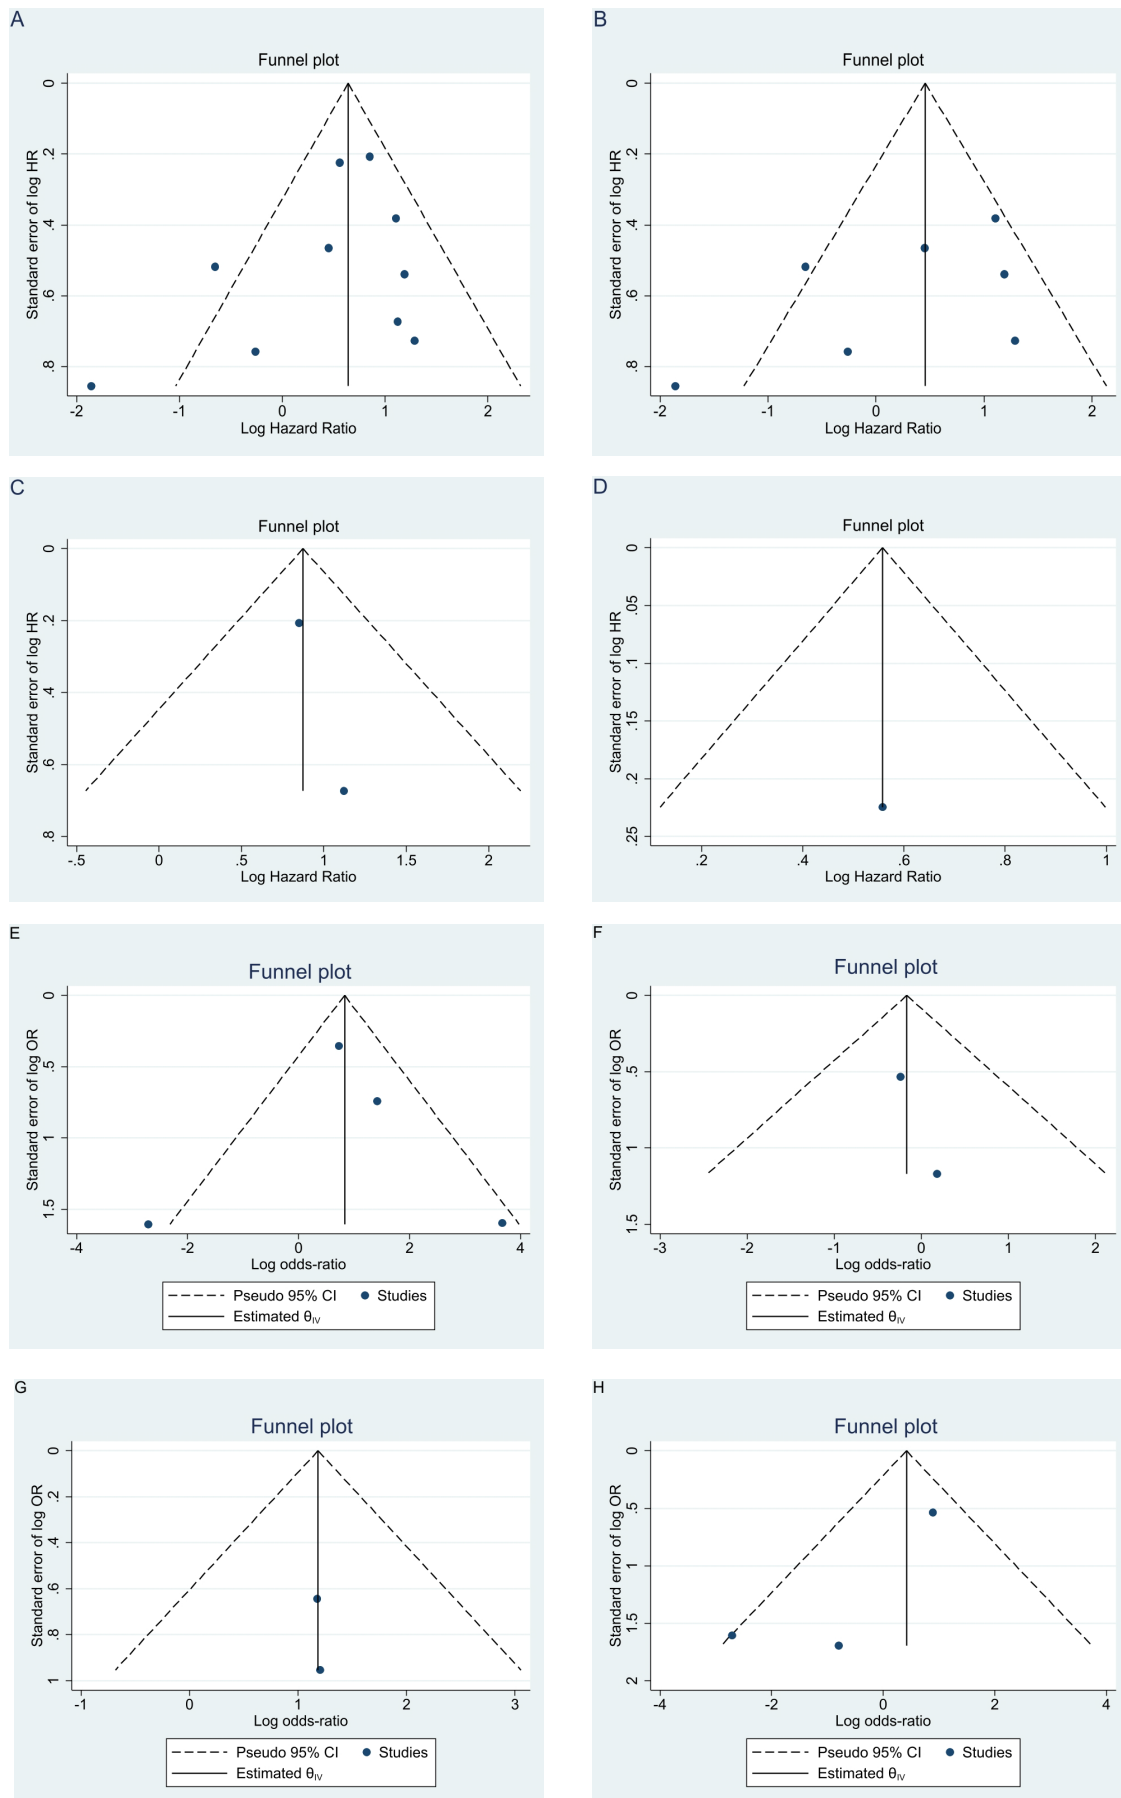 A
Funnel plot
Standard error of log HR
0
.2
.4
.6
.8
-2
-1
0
1
2
Log Hazard Ratio
B
Funnel plot
Standard error of log HR
0
.2
.4
.6
.8
-2
-1
0
1
2
Log Hazard Ratio
C
Funnel plot
Standard error of log HR
0
.2
.4
.6
.8
-.5
0
.5
1
1.5
2
Log Hazard Ratio
D
Funnel plot
Standard error of log HR
0
.05
.1
.15
.2
.25
.2
.4
.6
.8
1
Log Hazard Ratio
E
Funnel plot
Standard error of log OR
0
.5
1
1.5
-4
-2
0
2
4
Log odds-ratio
Pseudo 95% CI
Studies
Estimated θIV
F
Funnel plot
Standard error of log OR
0
.5
1
1.5
-3
-2
-1
0
1
2
Log odds-ratio
Pseudo 95% CI
Studies
Estimated θIV
G
Funnel plot
Standard error of log OR
0
.2
.4
.6
.8
1
-1
0
1
2
3
Log odds-ratio
Pseudo 95% CI
Studies
Estimated θIV
H
Funnel plot
Standard error of log OR
0
.5
1
1.5
2
-4
-2
0
2
4
Log odds-ratio
Pseudo 95% CI
Studies
Estimated θIV